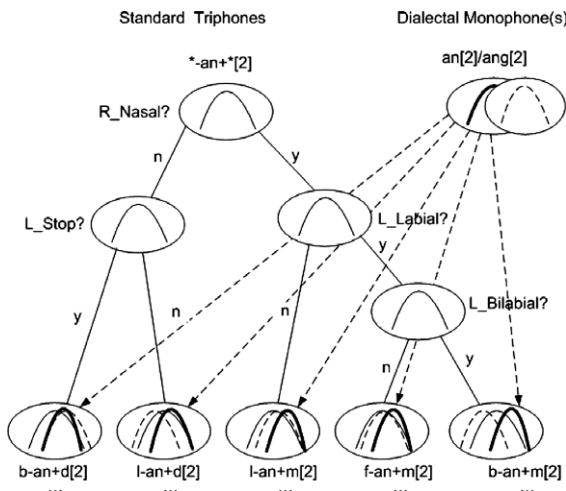 Standard Triphones
Dialectal Monophone(s)
*-an+*[2]
an[2]/ang[2]
R_Nasal?
n
y
L_Stop?
L_Labial?
y
n
n
y
L_Bilabial?
n
y
b-an+d[2]
l-an+d[2]
l-an+m[2]
f-an+m[2]
b-an+m[2]
...
...
...
...
...